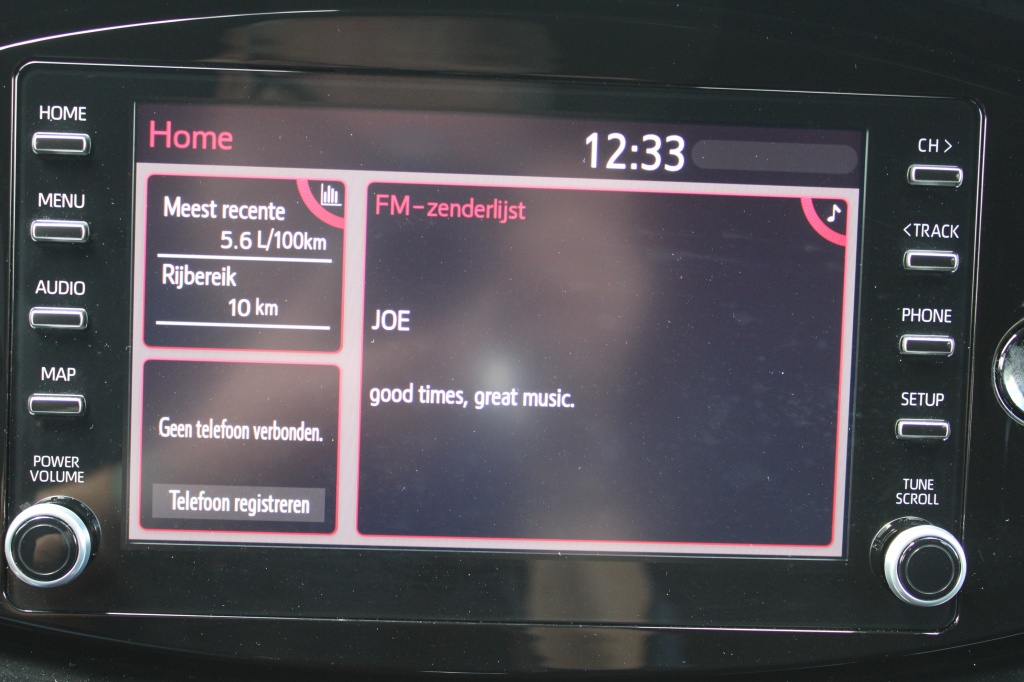 HOME
MENU
AUDIO
MAP
POWER
VOLUME
Home
12:33
Meest recente
5.6 L/100km
Rijbereik
10 km
Geen telefoon verbonden.
Telefoon registreren
FM-zenderlijst
JOE
good times, great music.
CH >
<TRACK
PHONE
SETUP
TUNE
SCROLL